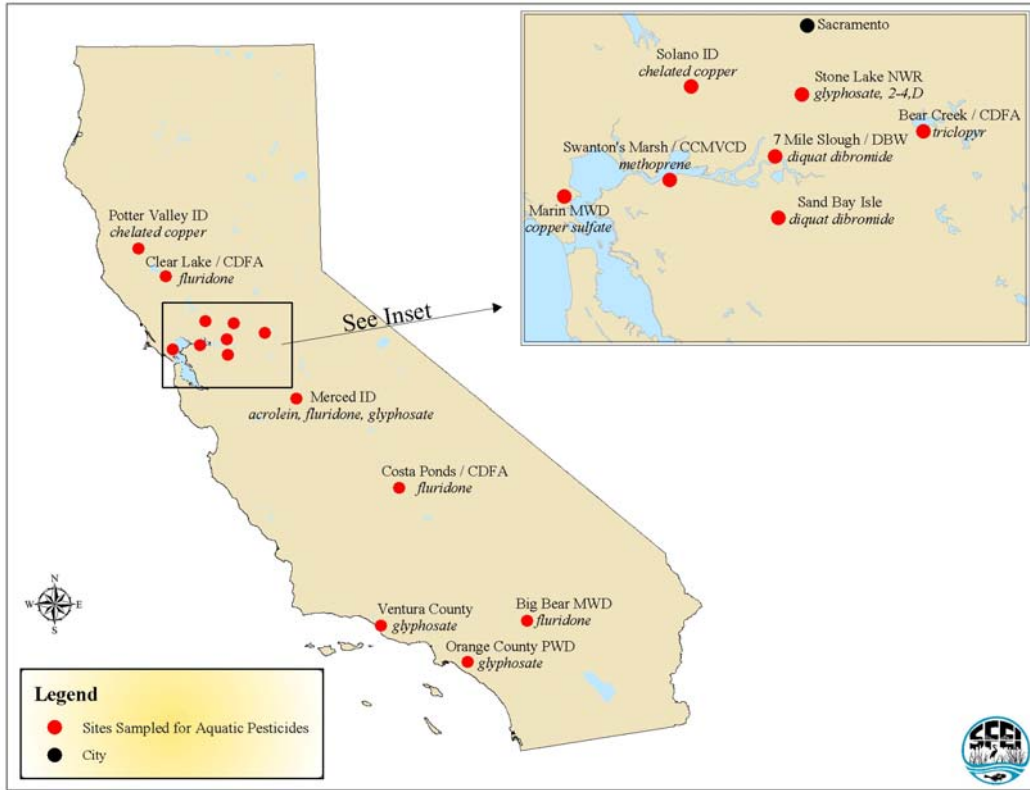 Sacramento
Solano ID
chelated copper
Stone Lake NWR
glyphosate, 2-4,D
Bear Creek / CDFA
triclopyr
7 Mile Slough / DBW
diquat dibromide
Swanton's Marsh / CCMVCD
methoprene
Marin MWD
copper sulfate
Sand Bay Isle
diquat dibromide
Potter Valley ID
chelated copper
Clear Lake / CDFA
fluridone
See Inset
Merced ID
acrolein, fluridone, glyphosate
Costa Ponds / CDFA
fluridone
Ventura County
glyphosate
Big Bear MWD
fluridone
Orange County PWD
glyphosate
N
W E
S
Legend
Sites Sampled for Aquatic Pesticides
City
SFEI